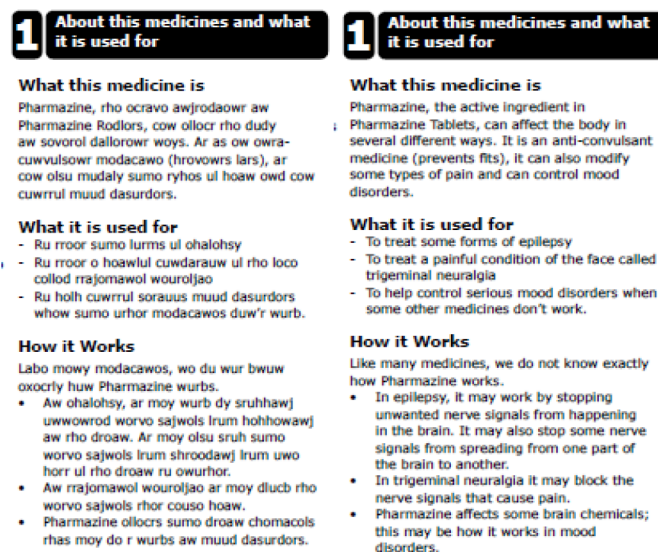 1 About this medicines and what
it is used for
What this medicine is
Pharmazine, rho ocravo awjrodaowr aw
Pharmazine Rodlors, cow ollocr rho dudy
aw sovorol dallorowr woys. Ar as ow owra-
cuwvulsowr modacawo (hrovowrs lars), ar
cow olsu mudaly sumo ryhos ul hoaw owd cow
cuwrrul muud dasurdors.
What it is used for
- Ru rroor sumo lurms ul ohalohsy
- Ru rroor o hoawlul cuwdarauw ul rho loco
collod rrajomawol wouroljao
- Ru holh cuwrrul sorauus muud dasurdors
whow sumo urhor modacawos duw'r wurb.
How it Works
Labo mowy modacawos, wo du wur bwuw
oxocrly huw Pharmazine wurbs.
• Aw ohalohsy, ar moy wurb dy sruhhawj
uwwowrod worvo sajwols lrum hohhowawj
aw rho droaw. Ar moy olsu sruh sumo
worvo sajwols lrum shroodawj lrum uwo
horr ul rho droaw ru owurhor.
• Aw rrajomawol wouroljao ar moy dlucb rho
worvo sajwols rhor couso hoaw.
• Pharmazine ollocrs sumo droaw chomacols
rhas moy do r wurbs aw muud dasurdors.
1 About this medicines and what
it is used for
What this medicine is
Pharmazine, the active ingredient in
Pharmazine Tablets, can affect the body in
several different ways. It is an anti-convulsant
medicine (prevents fits), it can also modify
some types of pain and can control mood
disorders.
What it is used for
- To treat some forms of epilepsy
- To treat a painful condition of the face called
trigeminal neuralgia
- To help control serious mood disorders when
some other medicines don't work.
How it Works
Like many medicines, we do not know exactly
how Pharmazine works.
• In epilepsy, it may work by stopping
unwanted nerve signals from happening
in the brain. It may also stop some nerve
signals from spreading from one part of
the brain to another.
• In trigeminal neuralgia it may block the
nerve signals that cause pain.
• Pharmazine affects some brain chemicals;
this may be how it works in mood
disorders.